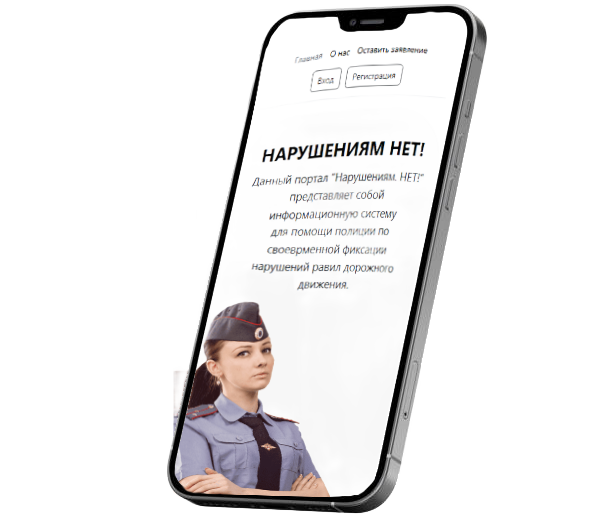 Главная О нас Оставить заявление
Вход Регистрация
НАРУШЕНИЯМ НЕТ!
Данный портал "Нарушениям. НЕТ!"
представляет собой
информационную систему
для помощи полиции по
своеврменной фиксации
нарушений равил дорожного
движения.